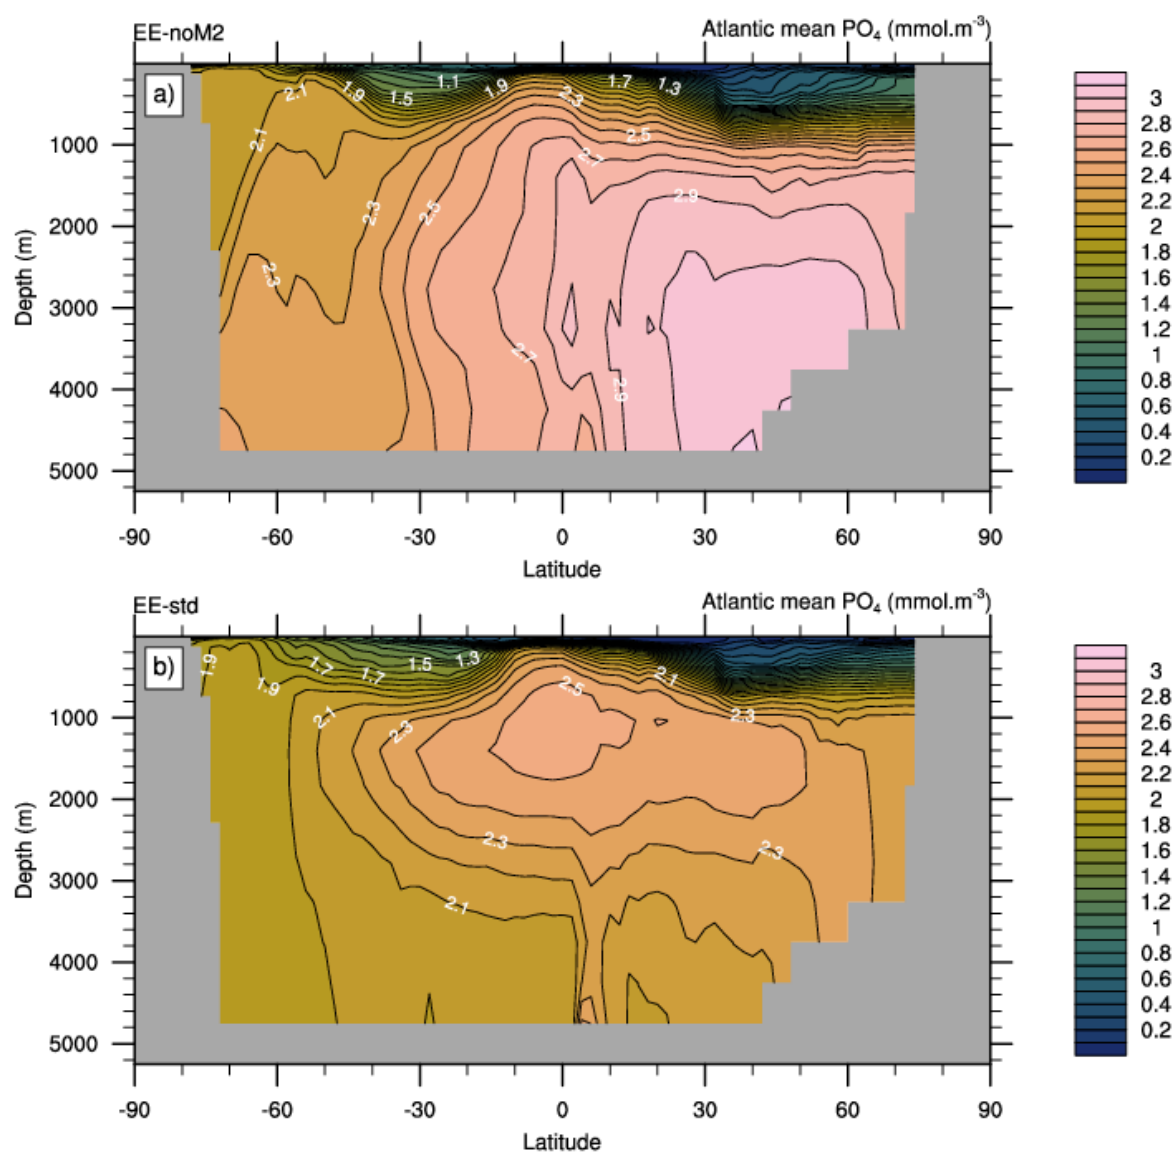 EE-noM2 Atlantic mean PO4 (mmol.m-3)
a)
2.1 1.9 1.5 1.1 1.9 2.3 1.7 1.3
2.1 2.5 2.7
2.3 2.5 2.9
2.3
2.7 2.9
1000
2000
3000
4000
5000
Depth (m)
-90 -60 -30 0 30 60 90
Latitude
3
2.8
2.6
2.4
2.2
2
1.8
1.6
1.4
1.2
1
0.8
0.6
0.4
0.2
EE-std Atlantic mean PO4 (mmol.m-3)
b)
1.9 1.7 1.7 1.5 1.3
1.9 2.5 2.1
2.1 2.3 2.3
2.3 2.3
2.1
1000
2000
3000
4000
5000
Depth (m)
-90 -60 -30 0 30 60 90
Latitude
3
2.8
2.6
2.4
2.2
2
1.8
1.6
1.4
1.2
1
0.8
0.6
0.4
0.2